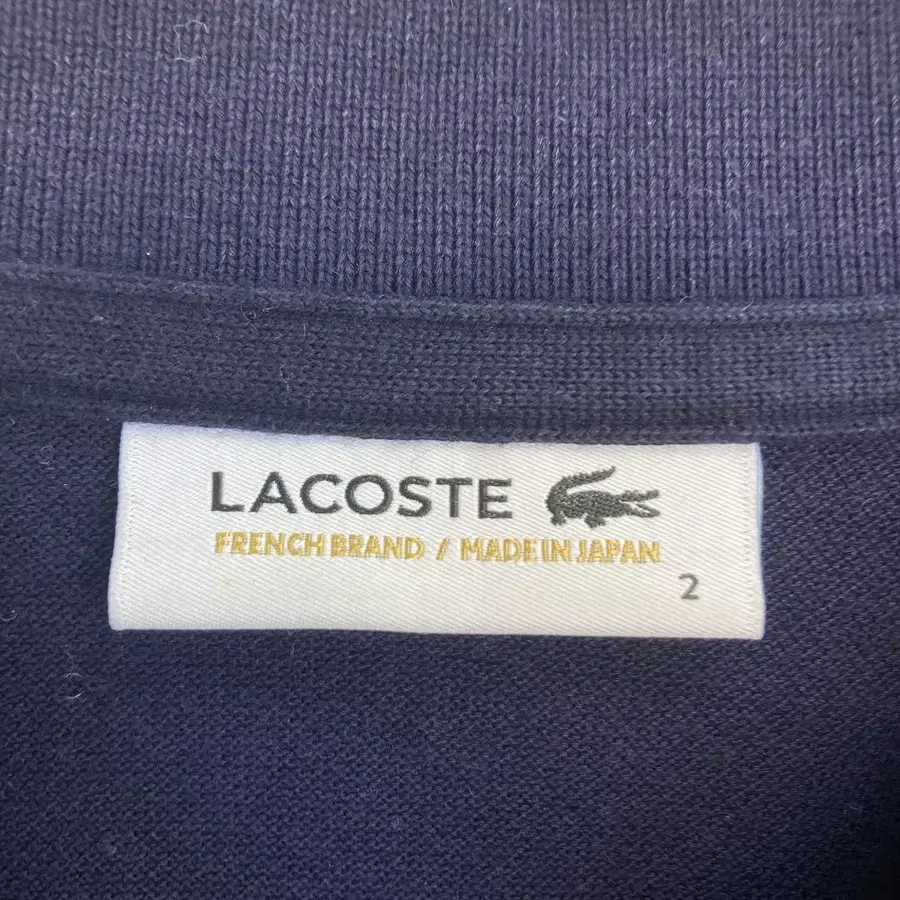 LACOSTE
FRENCH BRAND / MADE IN JAPAN
2